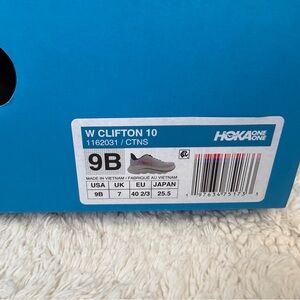 W CLIFTON 10
1162031 / CTNS
HOKA ONE ONE
9B
MADE IN VIETNAM / FABRIQUÉ AU VIETNAM
USA UK EU JAPAN
9B 7 40 2/3 25.5